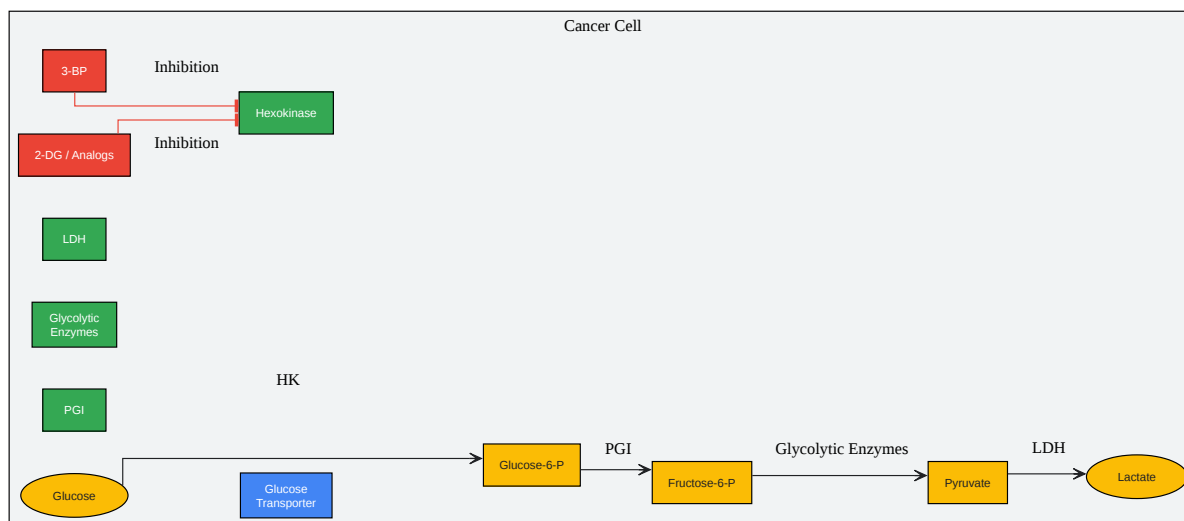 Cancer Cell
3-BP
Inhibition
Hexokinase
Inhibition
2-DG / Analogs
LDH
Glycolytic
Enzymes
HK
PGI
Glucose
Glucose
Transporter
Glucose-6-P
PGI
Fructose-6-P
Glycolytic Enzymes
Pyruvate
LDH
Lactate